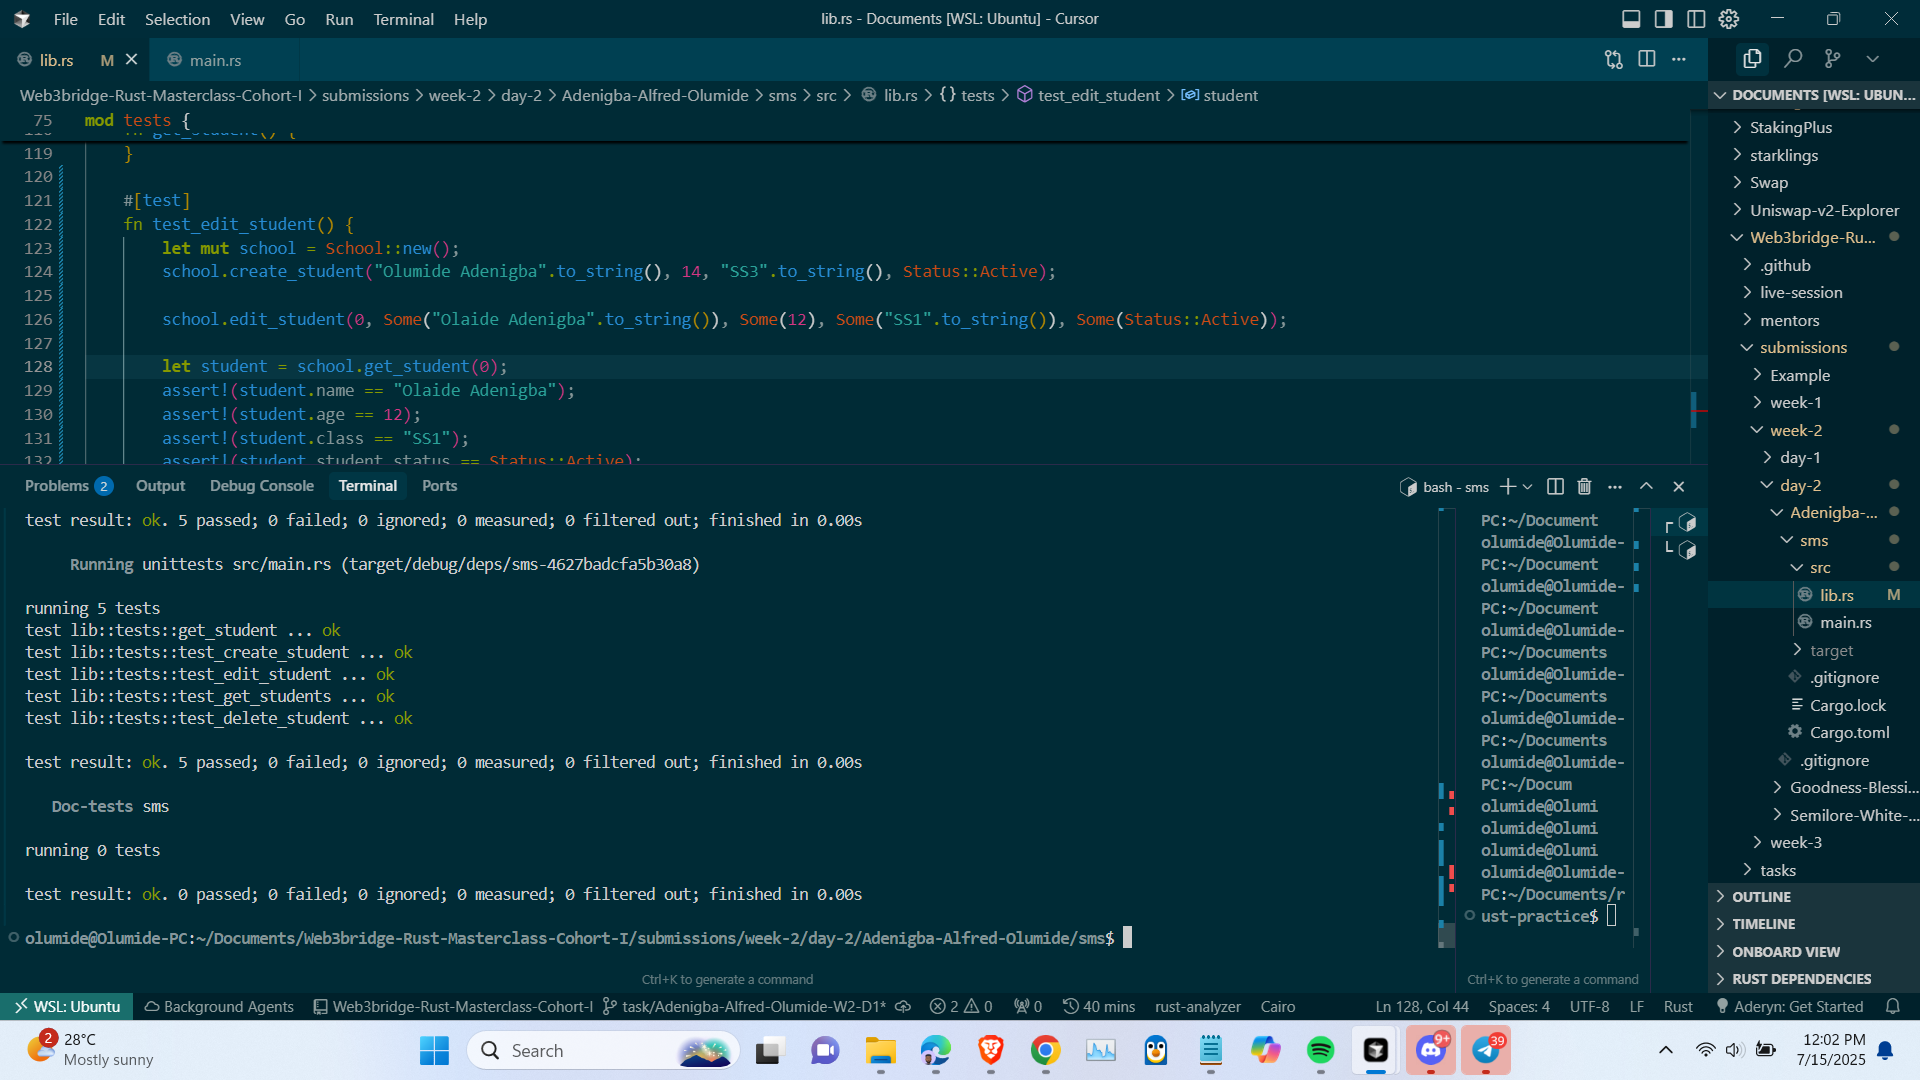 File Edit Selection View Go Run Terminal Help
lib.rs - Documents [WSL: Ubuntu] - Cursor
lib.rs M
main.rs
Web3bridge-Rust-Masterclass-Cohort-I > submissions > week-2 > day-2 > Adenigba-Alfred-Olumide > sms > src > lib.rs > {} tests > test_edit_student > student
75 mod tests {
119 }
120
121 #[test]
122 fn test_edit_student() {
123 let mut school = School::new();
124 school.create_student("Olumide Adenigba".to_string(), 14, "SS3".to_string(), Status::Active);
125
126 school.edit_student(0, Some("Olaide Adenigba".to_string()), Some(12), Some("SS1".to_string()), Some(Status::Active));
127
128 let student = school.get_student(0);
129 assert!(student.name == "Olaide Adenigba");
130 assert!(student.age == 12);
131 assert!(student.class == "SS1");
132 assert!(student.student_status == Status::Active);
Problems 2 Output Debug Console Terminal Ports
bash - sms
test result: ok. 5 passed; 0 failed; 0 ignored; 0 measured; 0 filtered out; finished in 0.00s
Running unittests src/main.rs (target/debug/deps/sms-4627badcfa5b30a8)
running 5 tests
test lib::tests::get_student ... ok
test lib::tests::test_create_student ... ok
test lib::tests::test_edit_student ... ok
test lib::tests::test_get_students ... ok
test lib::tests::test_delete_student ... ok
test result: ok. 5 passed; 0 failed; 0 ignored; 0 measured; 0 filtered out; finished in 0.00s
Doc-tests sms
running 0 tests
test result: ok. 0 passed; 0 failed; 0 ignored; 0 measured; 0 filtered out; finished in 0.00s
olumide@Olumide-PC:~/Documents/Web3bridge-Rust-Masterclass-Cohort-I/submissions/week-2/day-2/Adenigba-Alfred-Olumide/sms$
Ctrl+K to generate a command
PC:~/Document
olumide@Olumide-
PC:~/Document
olumide@Olumide-
PC:~/Document
olumide@Olumide-
PC:~/Documents
olumide@Olumide-
PC:~/Documents
olumide@Olumide-
PC:~/Documents
olumide@Olumide-
PC:~/Docum
olumide@Olumi
olumide@Olumi
olumide@Olumi
olumide@Olumide-
PC:~/Documents/r
ust-practice$
Ctrl+K to generate a command
DOCUMENTS [WSL: UBUN...
StakingPlus
starklings
Swap
Uniswap-v2-Explorer
Web3bridge-Ru...
.github
live-session
mentors
submissions
Example
week-1
week-2
day-1
day-2
Adenigba-...
sms
src
lib.rs M
main.rs
target
.gitignore
Cargo.lock
Cargo.toml
.gitignore
Goodness-Blessi...
Semilore-White-...
week-3
tasks
OUTLINE
TIMELINE
ONBOARD VIEW
RUST DEPENDENCIES
WSL: Ubuntu Background Agents Web3bridge-Rust-Masterclass-Cohort-I task/Adenigba-Alfred-Olumide-W2-D1* 2 0 0 40 mins rust-analyzer Cairo Ln 128, Col 44 Spaces: 4 UTF-8 LF Rust Aderyn: Get Started
2 28°C
Mostly sunny
Search
9+
39
12:02 PM
7/15/2025